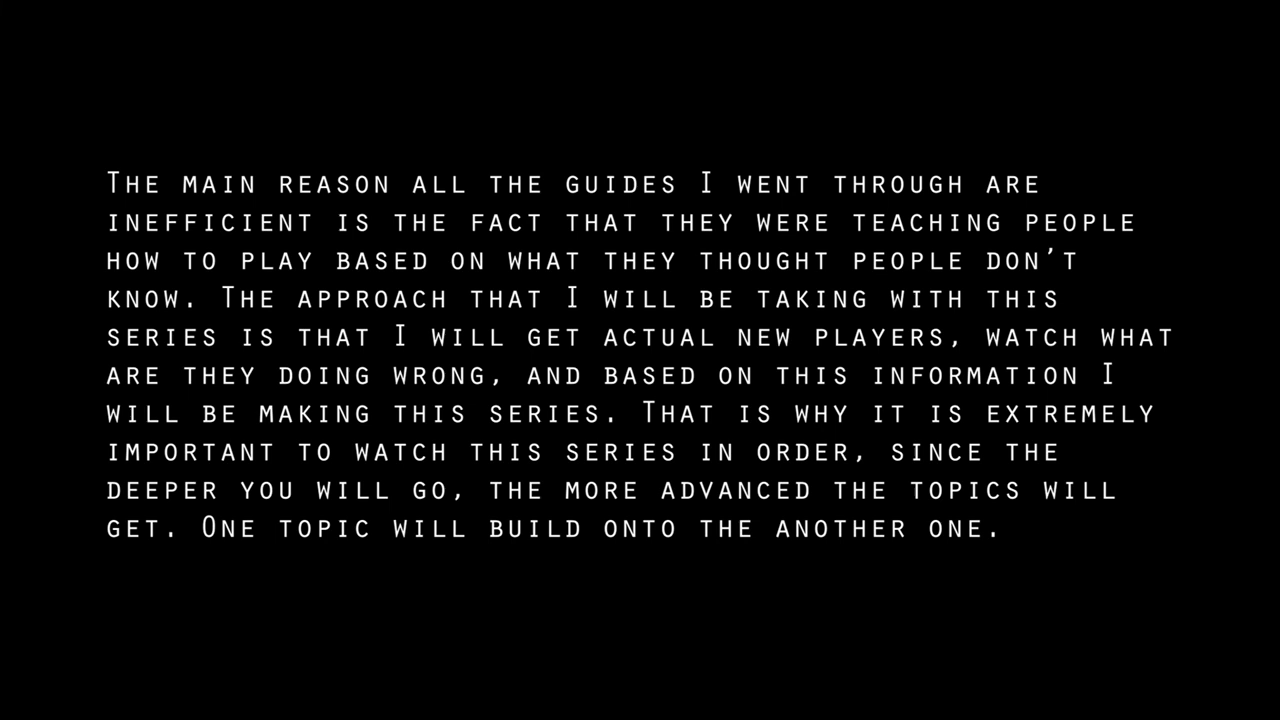 The main reason all the guides I went through are
inefficient is the fact that they were teaching people
how to play based on what they thought people don’t
know. The approach that I will be taking with this
series is that I will get actual new players, watch what
are they doing wrong, and based on this information I
will be making this series. That is why it is extremely
important to watch this series in order, since the
deeper you will go, the more advanced the topics will
get. One topic will build onto the another one.